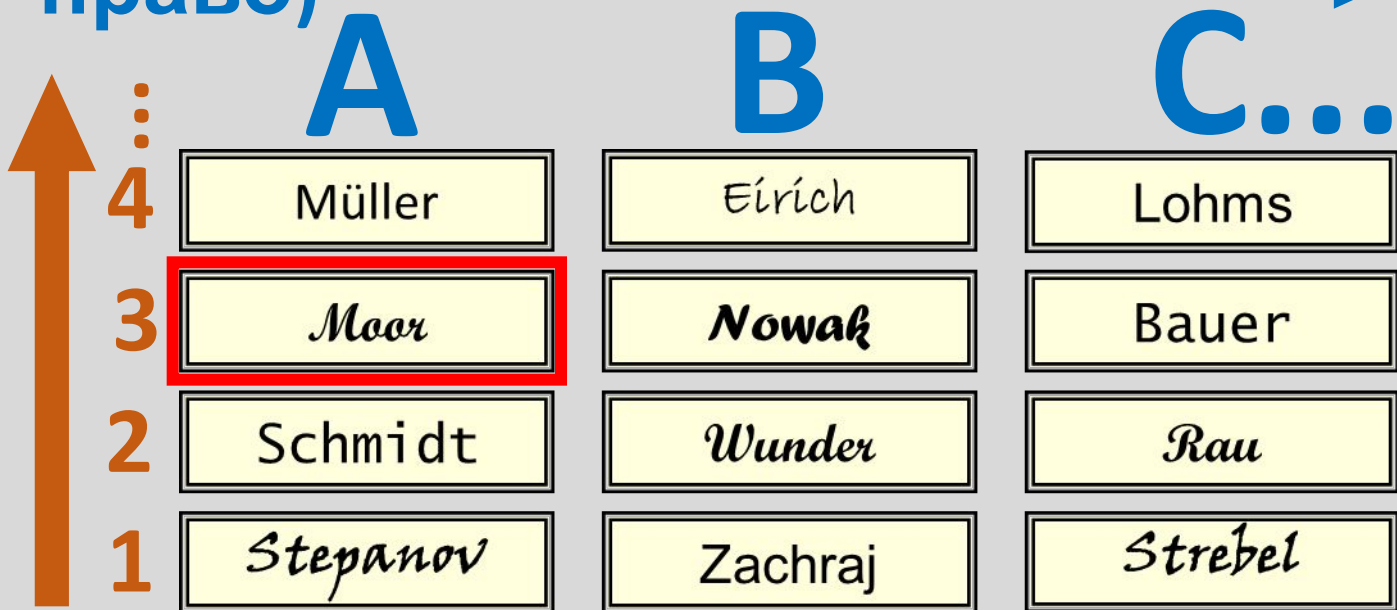 право)
A B C...
4 Müller Eirich Lohms
3 Moor Nowak Bauer
2 Schmidt Wunder Rau
1 Stepanov Zachraj Strebel